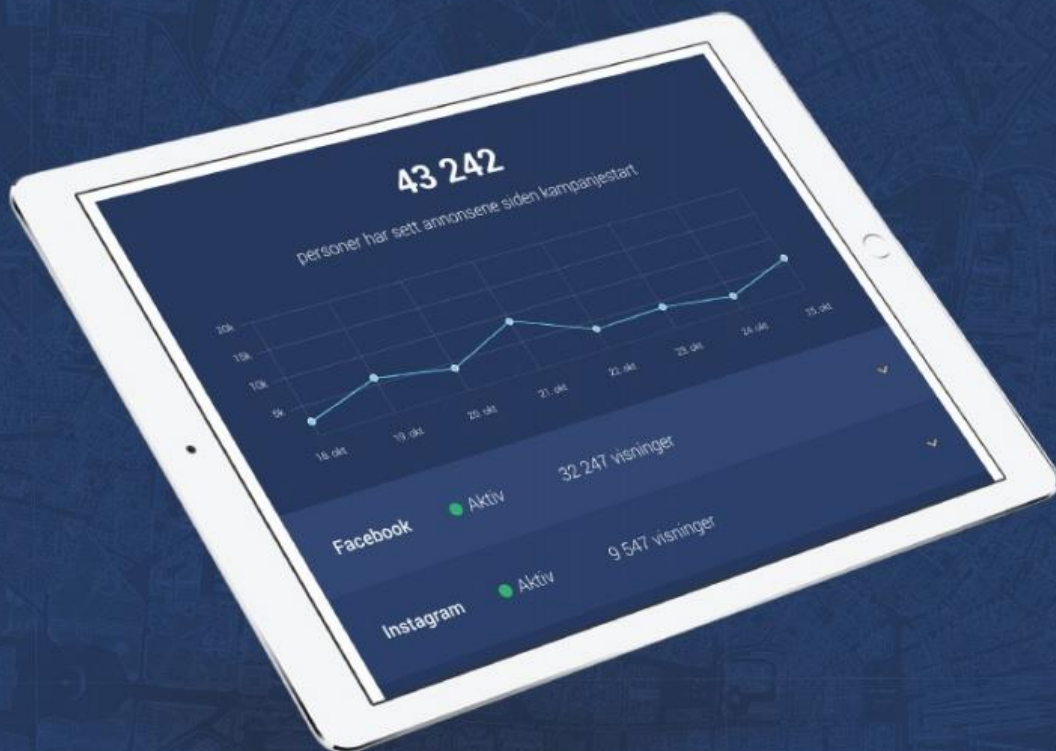 43 242
personer har sett annonsene siden kampanjestart
20k
15k
10k
5k
18. okt
19. okt
20. okt
21. okt
22. okt
23. okt
24. okt
25. okt
Facebook Aktiv 32 247 visninger
Instagram Aktiv 9 547 visninger